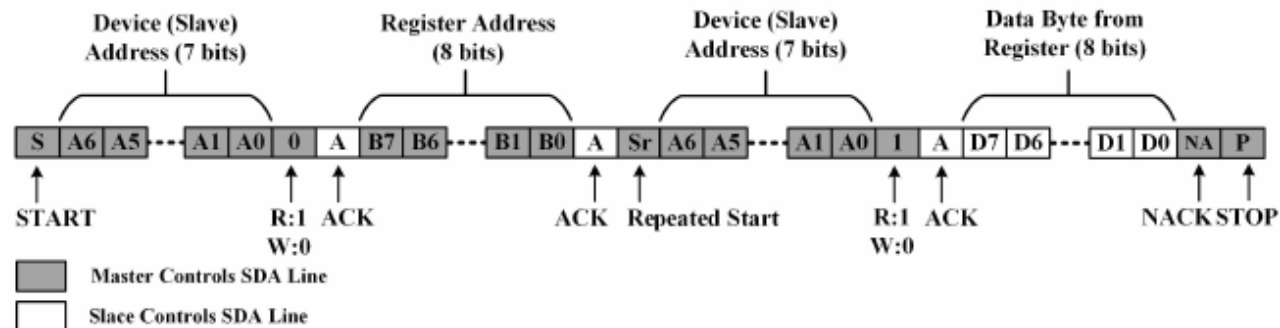 Device (Slave)
Address (7 bits)
Register Address
(8 bits)
Device (Slave)
Address (7 bits)
Data Byte from
Register (8 bits)
S A6 A5 A1 A0 0 A B7 B6 B1 B0 A Sr A6 A5 A1 A0 1 A D7 D6 D1 D0 NA P
START
R:1
W:0
ACK
ACK
Repeated Start
R:1
W:0
ACK
NACK
STOP
Master Controls SDA Line
Slace Controls SDA Line